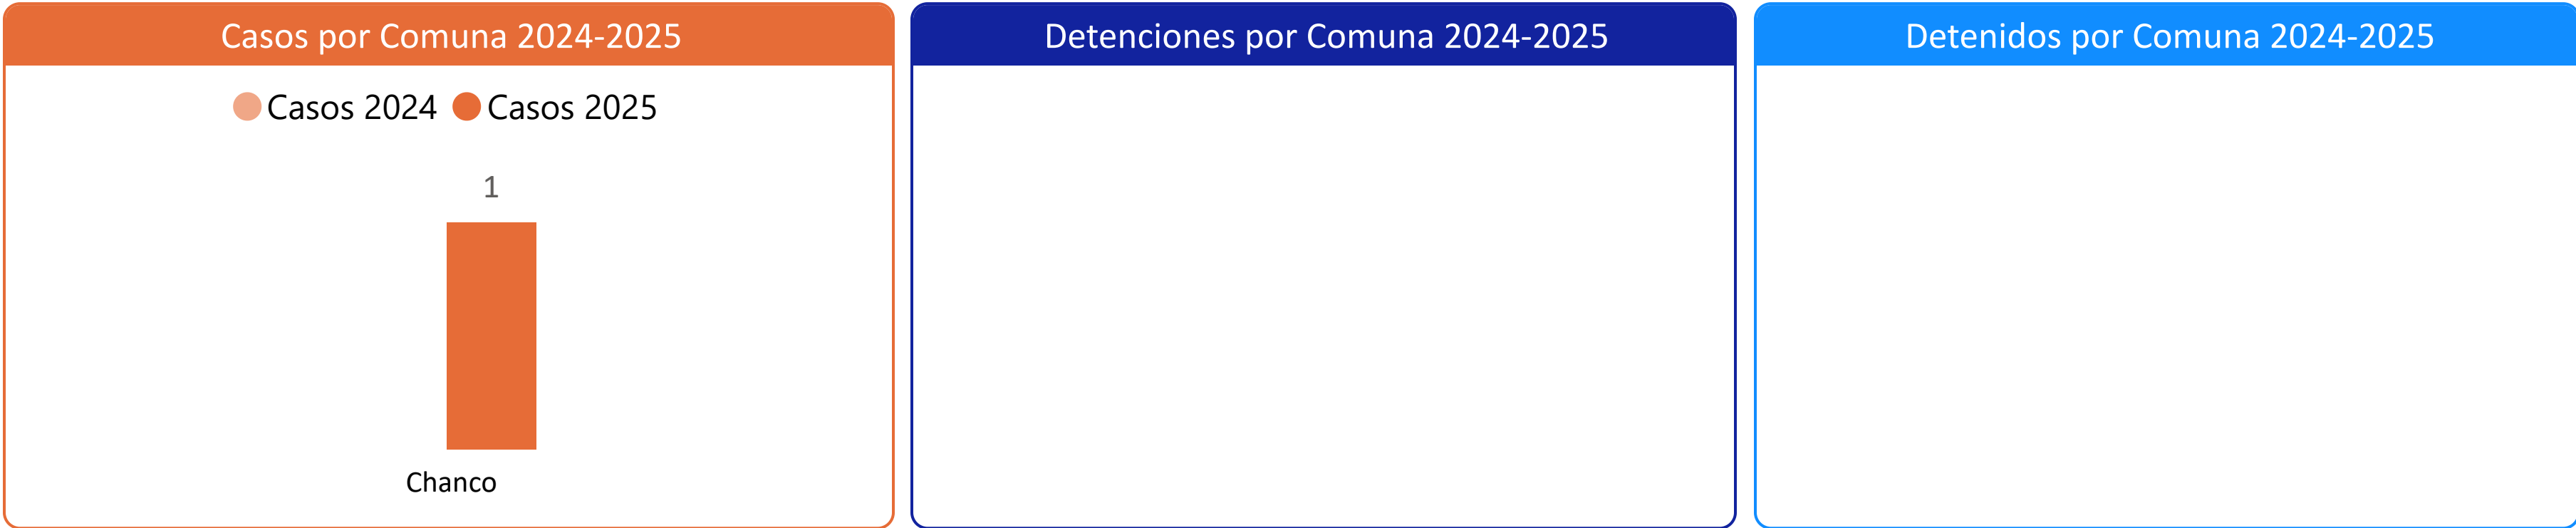 Casos por Comuna 2024-2025
Casos 2024 Casos 2025
1
Chanco
Detenciones por Comuna 2024-2025
Detenidos por Comuna 2024-2025